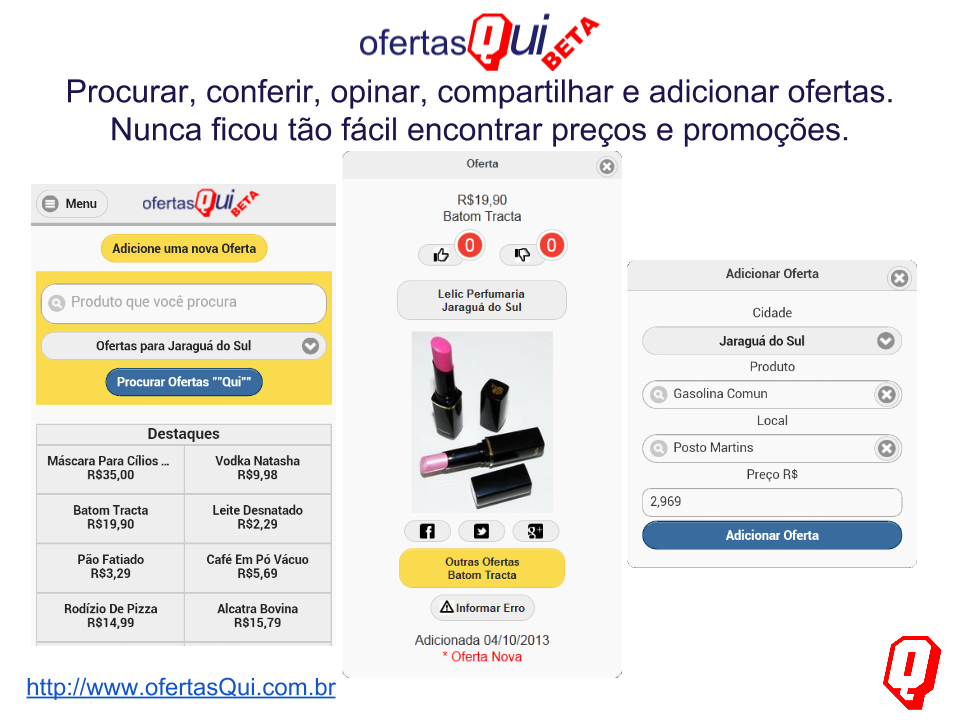 ofertasQui BETA
Procurar, conferir, opinar, compartilhar e adicionar ofertas.
Nunca ficou tão fácil encontrar preços e promoções.
Menu
ofertasQui BETA
Adicione uma nova Oferta
Produto que você procura
Ofertas para Jaraguá do Sul
Procurar Ofertas ""Qui""
Destaques
Máscara Para Cílios ...
R$35,00
Vodka Natasha
R$9,98
Batom Tracta
R$19,90
Leite Desnatado
R$2,29
Pão Fatiado
R$3,29
Café Em Pó Vácuo
R$5,69
Rodízio De Pizza
R$14,99
Alcatra Bovina
R$15,79
Oferta
R$19,90
Batom Tracta
0
0
Lelic Perfumaria
Jaraguá do Sul
Outras Ofertas
Batom Tracta
Informar Erro
Adicionada 04/10/2013
* Oferta Nova
Adicionar Oferta
Cidade
Jaraguá do Sul
Produto
Gasolina Comun
Local
Posto Martins
Preço R$
2,969
Adicionar Oferta
http://www.ofertasQui.com.br
Q